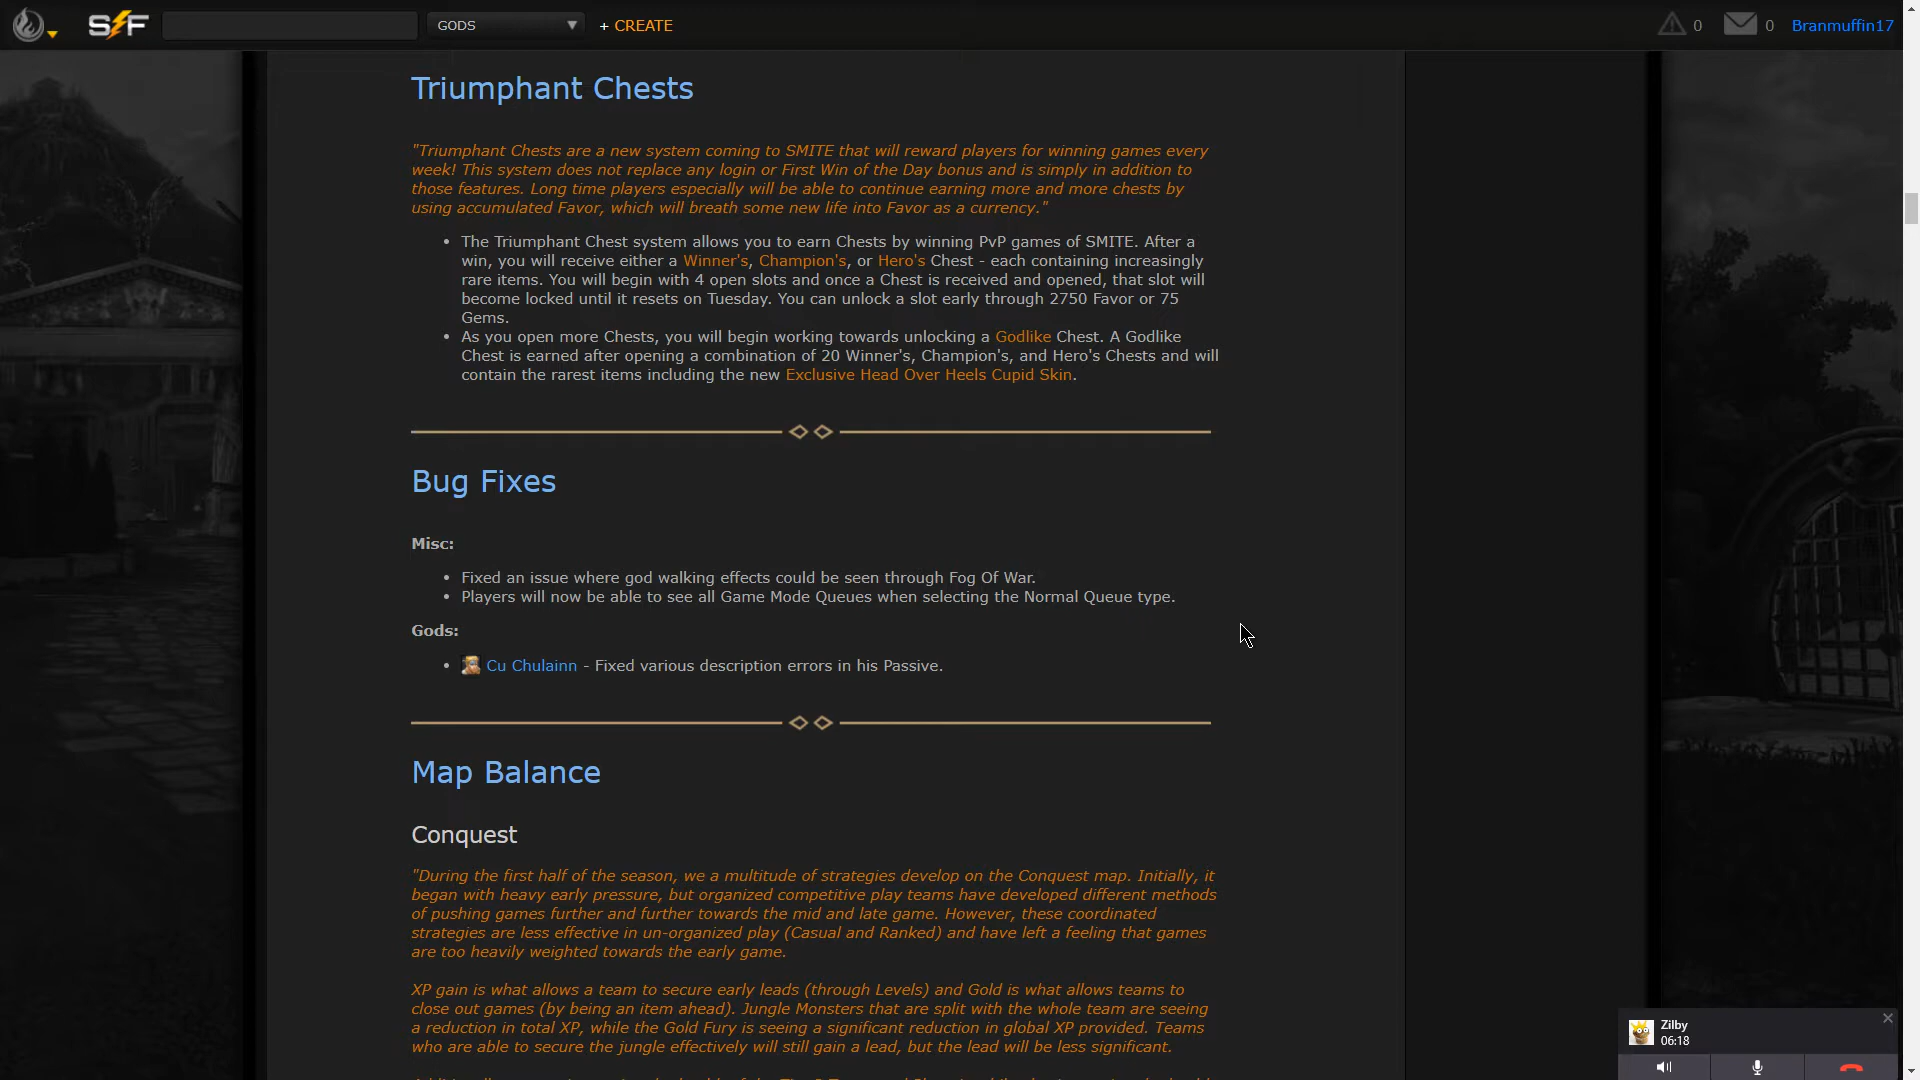 SF
GODS
+ CREATE
0
0
Branmuffin17
Triumphant Chests
"Triumphant Chests are a new system coming to SMITE that will reward players for winning games every
week! This system does not replace any login or First Win of the Day bonus and is simply in addition to
those features. Long time players especially will be able to continue earning more and more chests by
using accumulated Favor, which will breath some new life into Favor as a currency."
• The Triumphant Chest system allows you to earn Chests by winning PvP games of SMITE. After a
win, you will receive either a Winner's, Champion's, or Hero's Chest - each containing increasingly
rare items. You will begin with 4 open slots and once a Chest is received and opened, that slot will
become locked until it resets on Tuesday. You can unlock a slot early through 2750 Favor or 75
Gems.
• As you open more Chests, you will begin working towards unlocking a Godlike Chest. A Godlike
Chest is earned after opening a combination of 20 Winner's, Champion's, and Hero's Chests and will
contain the rarest items including the new Exclusive Head Over Heels Cupid Skin.
Bug Fixes
Misc:
• Fixed an issue where god walking effects could be seen through Fog Of War.
• Players will now be able to see all Game Mode Queues when selecting the Normal Queue type.
Gods:
• Cu Chulainn - Fixed various description errors in his Passive.
Map Balance
Conquest
"During the first half of the season, we a multitude of strategies develop on the Conquest map. Initially, it
began with heavy early pressure, but organized competitive play teams have developed different methods
of pushing games further and further towards the mid and late game. However, these coordinated
strategies are less effective in un-organized play (Casual and Ranked) and have left a feeling that games
are too heavily weighted towards the early game.
XP gain is what allows a team to secure early leads (through Levels) and Gold is what allows teams to
close out games (by being an item ahead). Jungle Monsters that are split with the whole team are seeing
a reduction in total XP, while the Gold Fury is seeing a significant reduction in global XP provided. Teams
who are able to secure the jungle effectively will still gain a lead, but the lead will be less significant.
Zilby
06:18